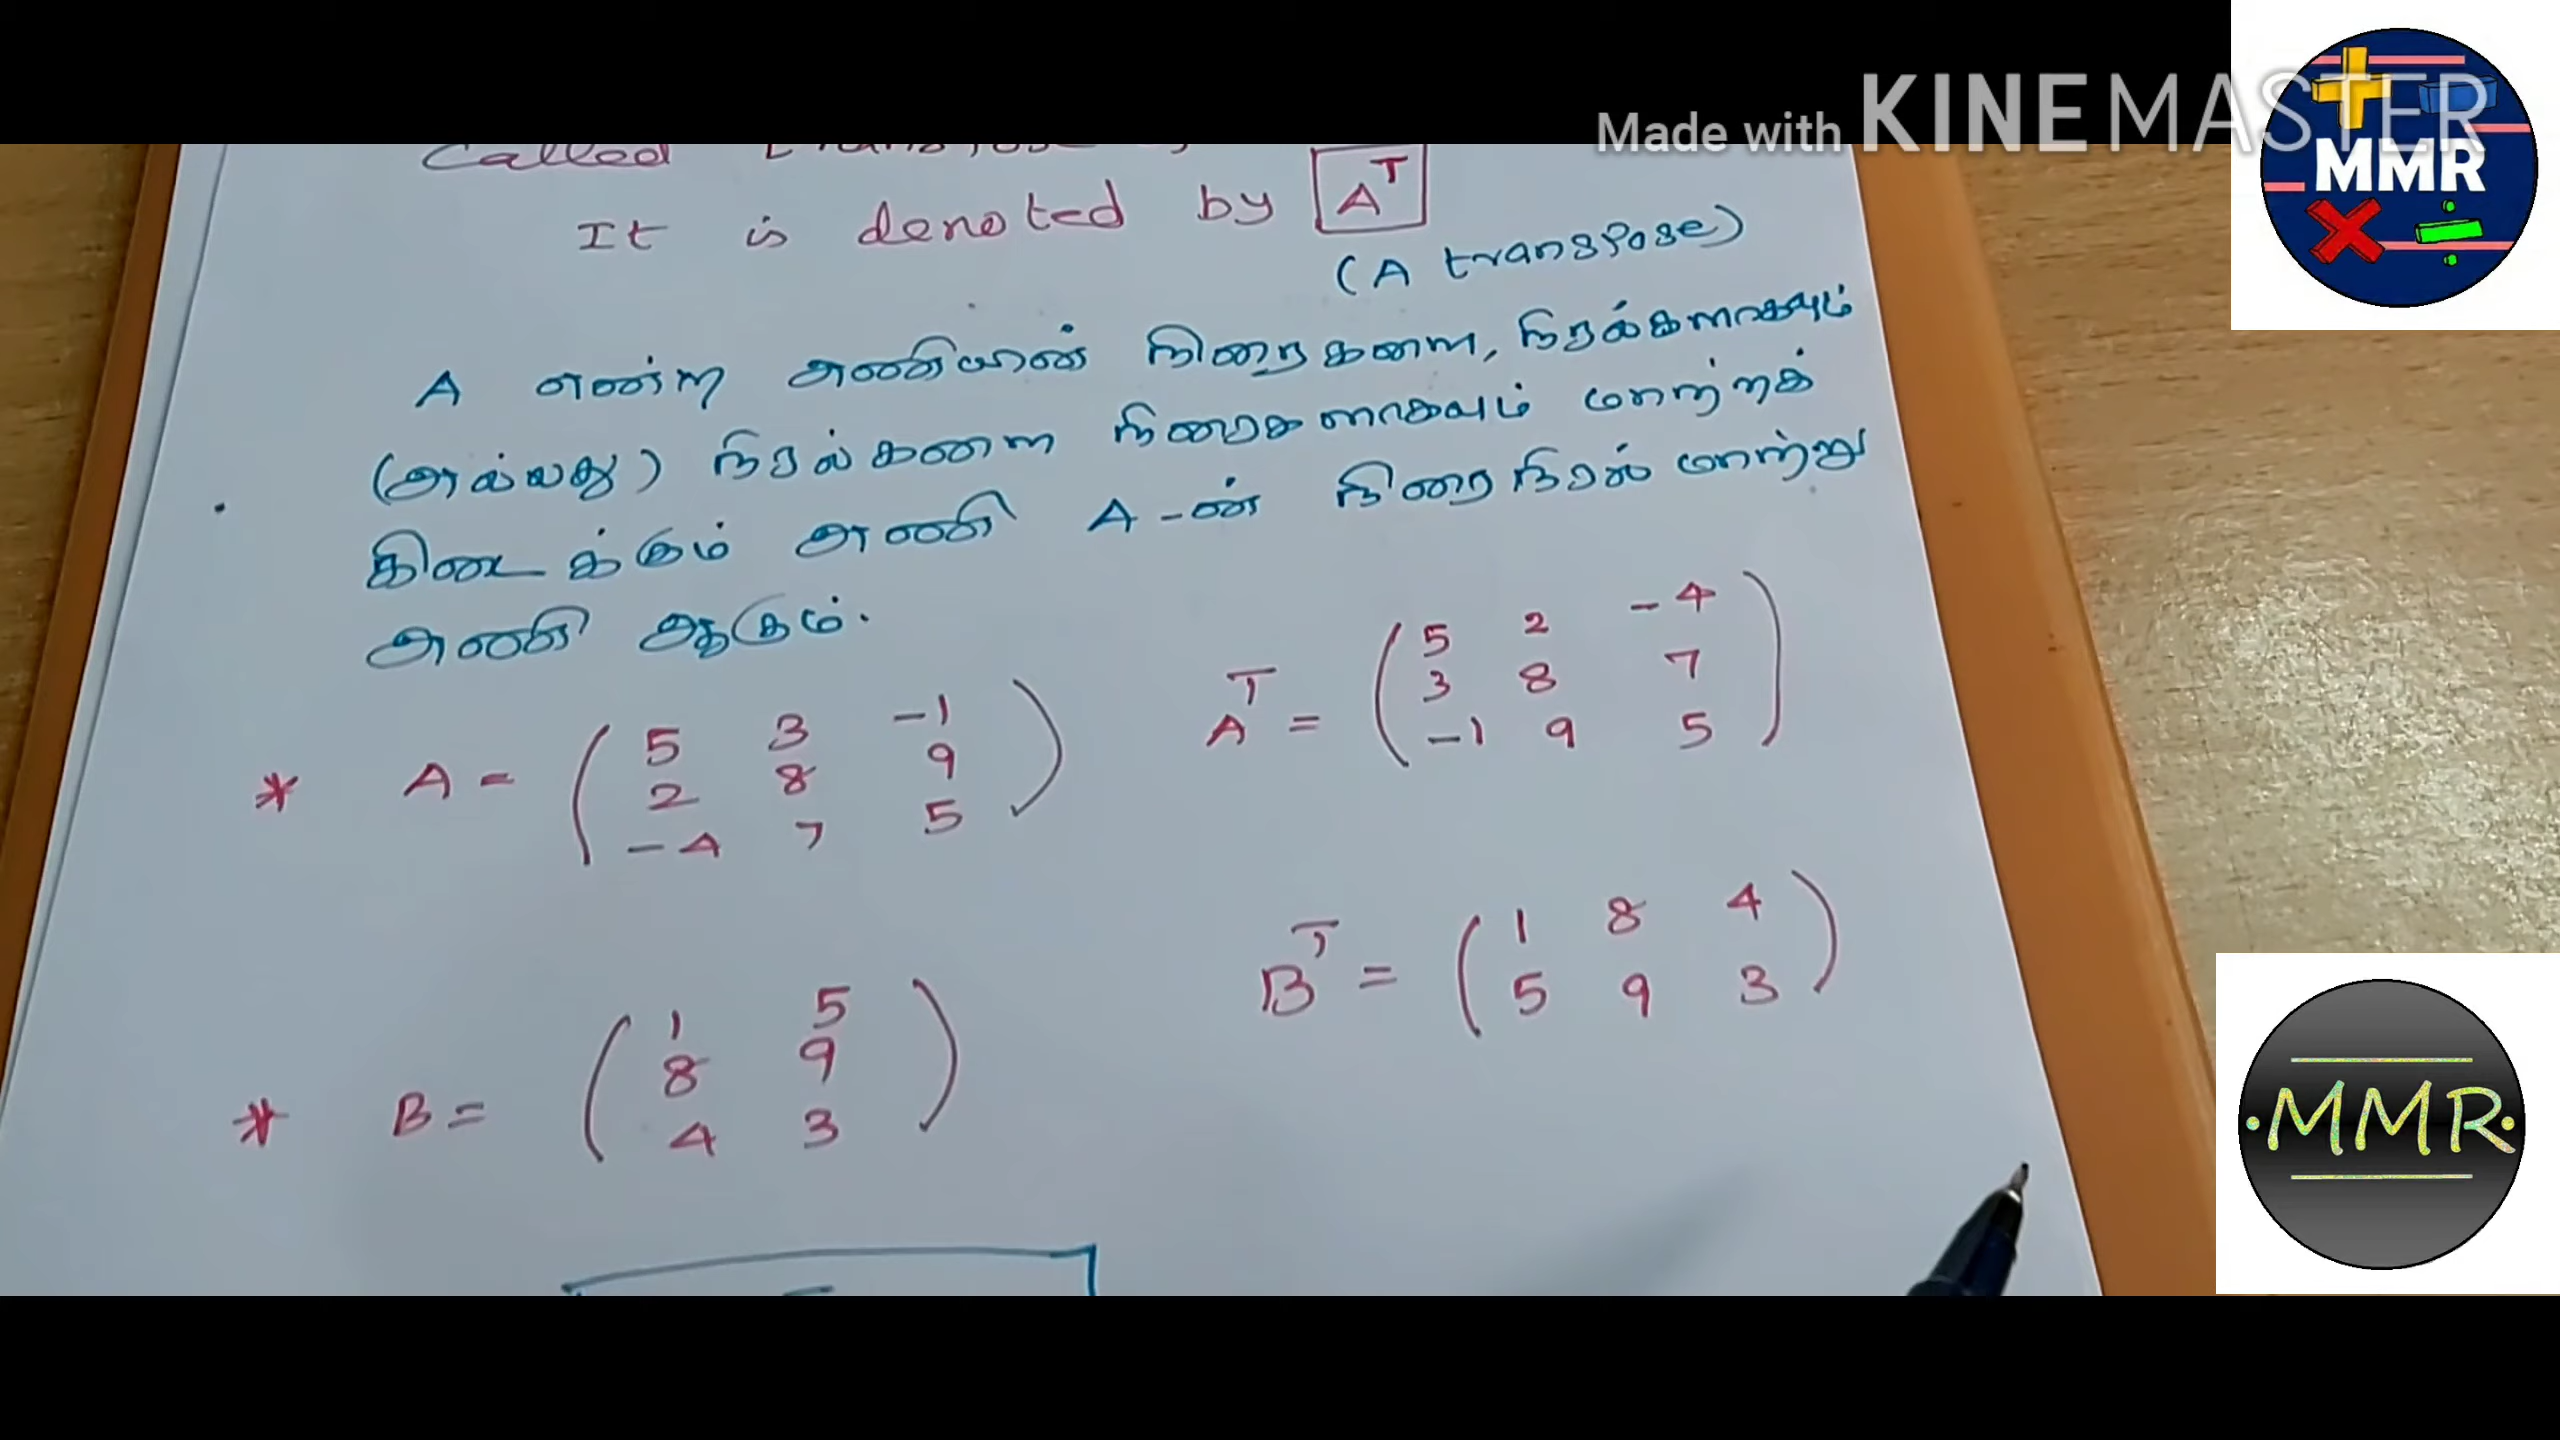 Made with KINEMASTER
MMR
called transpose
It is denoted by A^T
(A transpose)
A என்ற அணியின் நிறைகளை, நிரல்களாகவும்
(அல்லது) நிரல்களை நிறைகளாகவும் மாற்றக்
கிடைக்கும் அணி A-ன் நிறை நிரல் மாற்று
அணி ஆகும்.
* A = ( 5 3 -1
2 8 9
-4 7 5 )
A^T = ( 5 2 -4
3 8 7
-1 9 5 )
* B = ( 1 5
8 9
4 3 )
B^T = ( 1 8 4
5 9 3 )
.MMR.